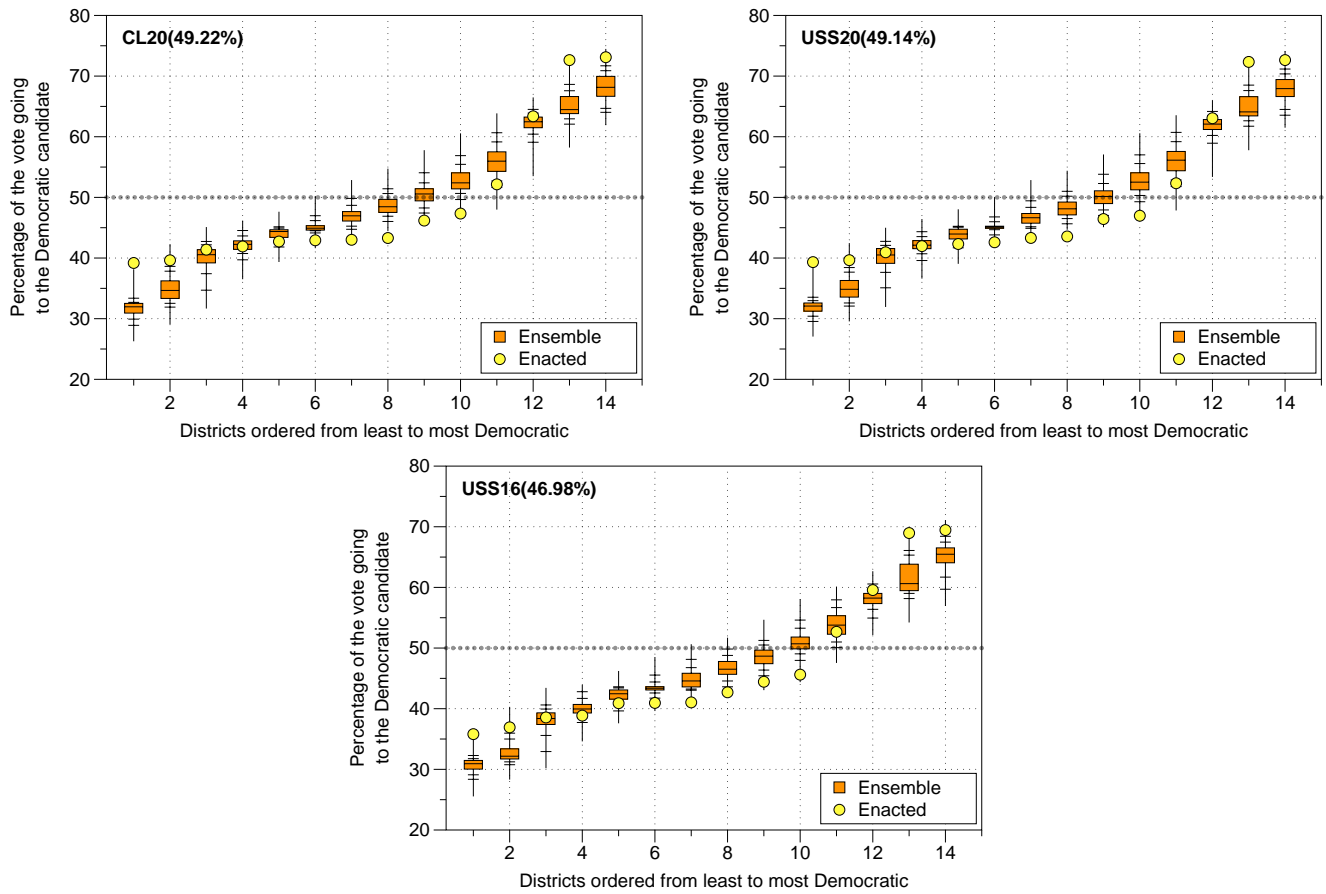 CL20(49.22%)
Percentage of the vote going
to the Democratic candidate
80
70
60
50
40
30
20
2 4 6 8 10 12 14
Districts ordered from least to most Democratic
Ensemble
Enacted
USS20(49.14%)
Percentage of the vote going
to the Democratic candidate
80
70
60
50
40
30
20
2 4 6 8 10 12 14
Districts ordered from least to most Democratic
Ensemble
Enacted
USS16(46.98%)
Percentage of the vote going
to the Democratic candidate
80
70
60
50
40
30
20
2 4 6 8 10 12 14
Districts ordered from least to most Democratic
Ensemble
Enacted